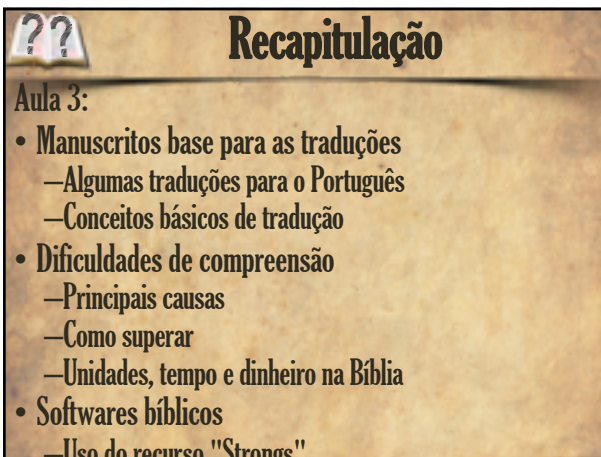 ??
Recapitulação
Aula 3:
• Manuscritos base para as traduções
–Algumas traduções para o Português
–Conceitos básicos de tradução
• Dificuldades de compreensão
–Principais causas
–Como superar
–Unidades, tempo e dinheiro na Bíblia
• Softwares bíblicos
–Uso do recurso "Strongs"